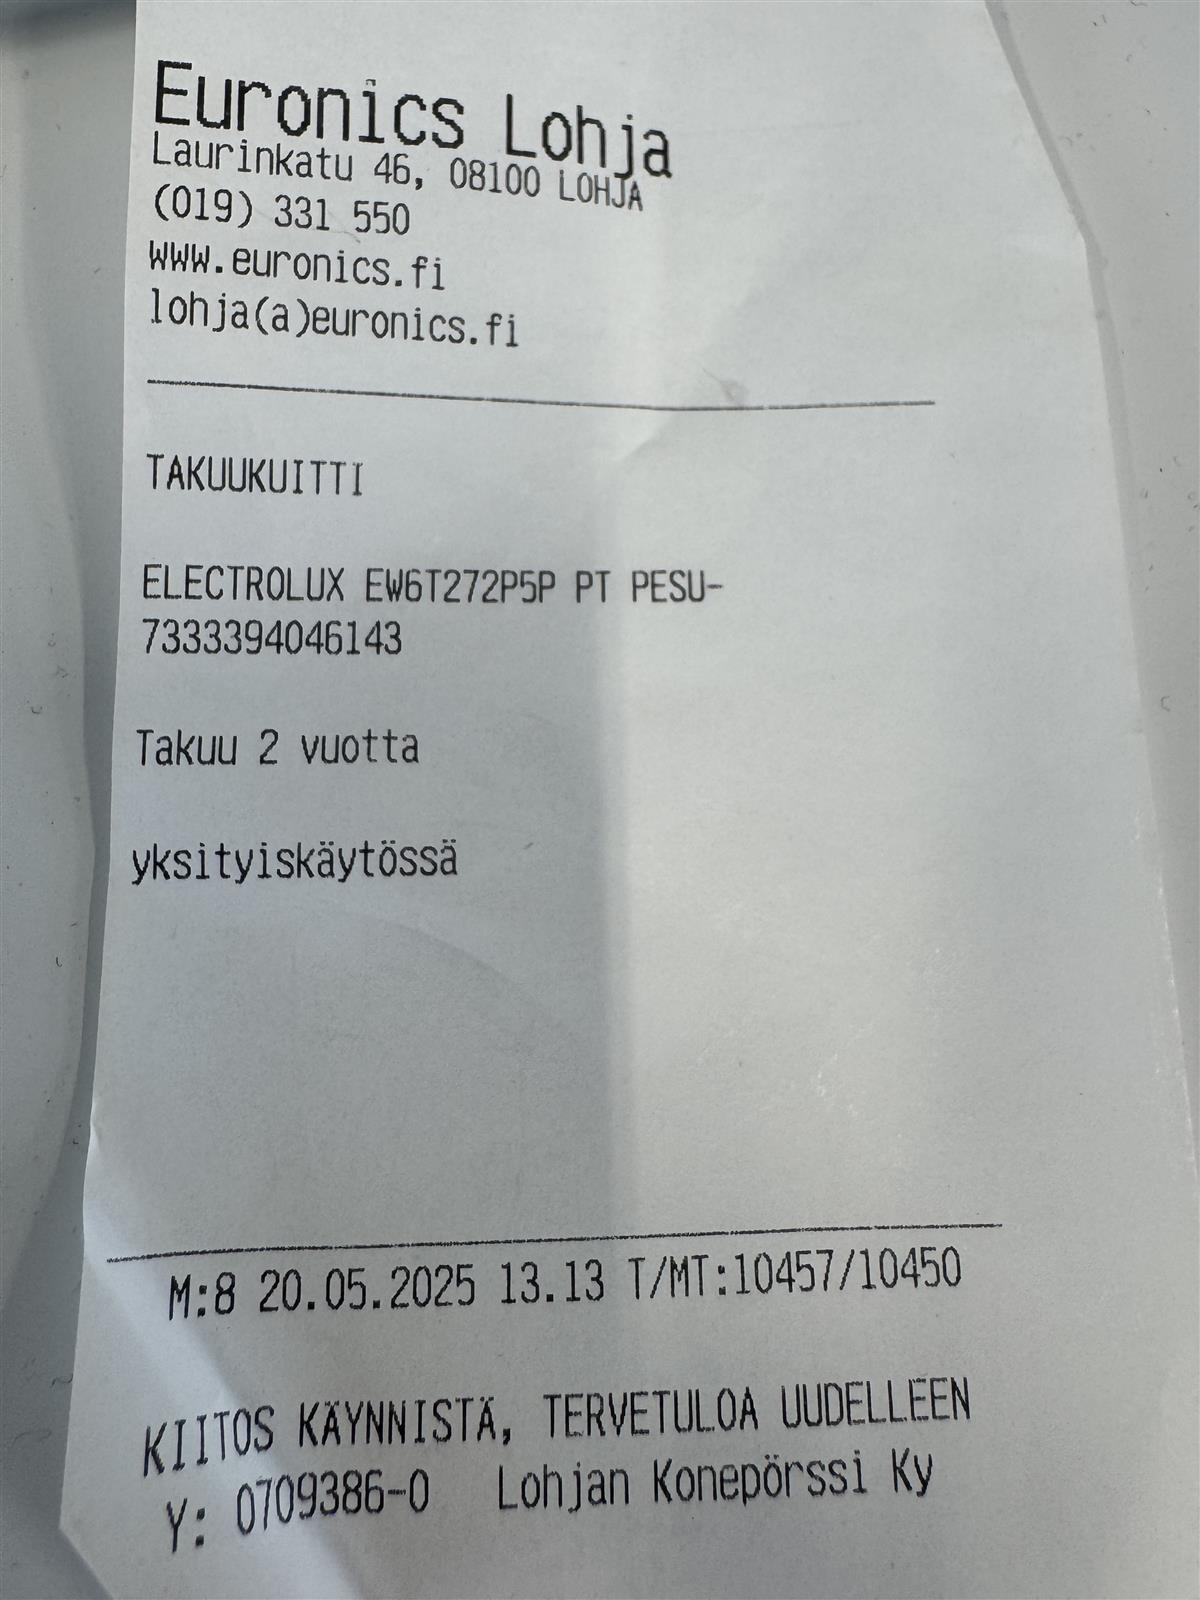 Euronics Lohja
Laurinkatu 46, 08100 LOHJA
(019) 331 550
www.euronics.fi
lohja(a)euronics.fi
TAKUUKUITTI
ELECTROLUX EW6T272P5P PT PESU-
7333394046143
Takuu 2 vuotta
yksityiskäytössä
M:8 20.05.2025 13.13 T/MT:10457/10450
KIITOS KÄYNNISTÄ, TERVETULOA UUDELLEEN
Y: 0709386-0 Lohjan Konepörssi Ky